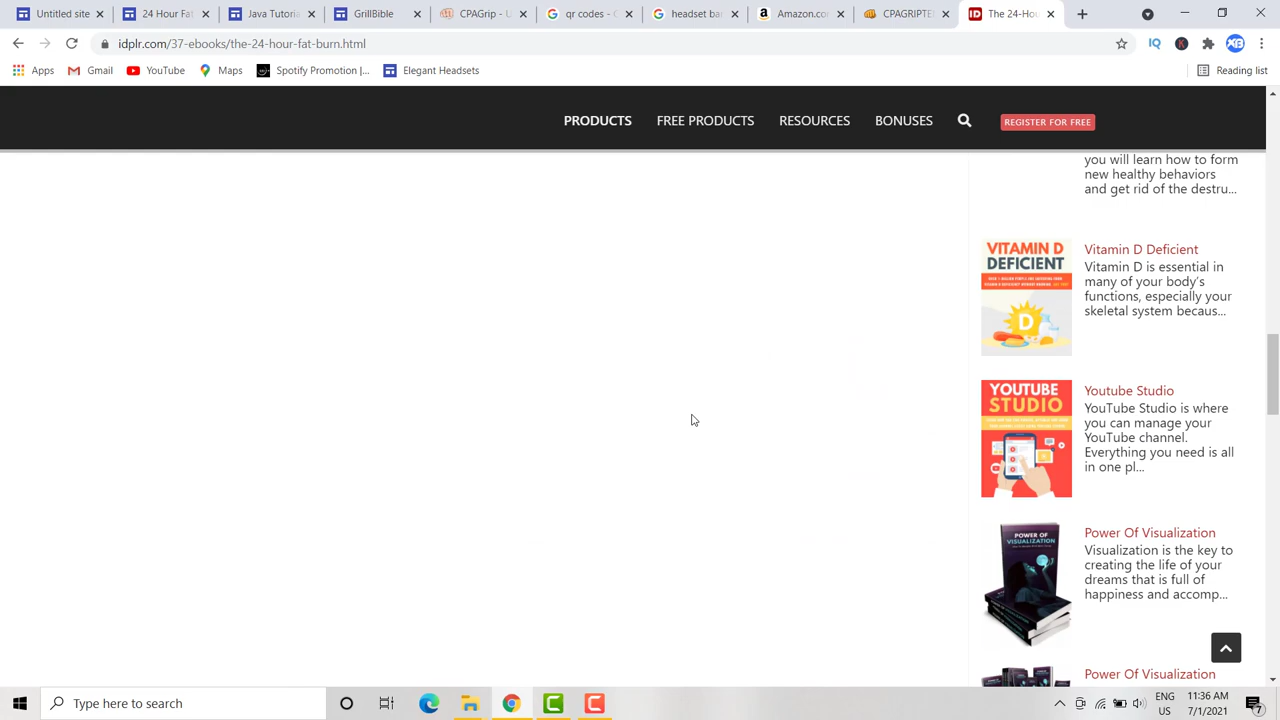 Untitled site
24 Hour Fat
Java Tutori
GrillBible
CPAGrip - U
qr codes - C
headset - G
Amazon.co
CPAGRIPTE
The 24-Hou
idplr.com/37-ebooks/the-24-hour-fat-burn.html
Apps
Gmail
YouTube
Maps
Spotify Promotion |...
Elegant Headsets
Reading list
PRODUCTS
FREE PRODUCTS
RESOURCES
BONUSES
REGISTER FOR FREE
you will learn how to form
new healthy behaviors
and get rid of the destru...
VITAMIN D
DEFICIENT
D
Vitamin D Deficient
Vitamin D is essential in
many of your body's
functions, especially your
skeletal system becaus...
YOUTUBE
STUDIO
Youtube Studio
YouTube Studio is where
you can manage your
YouTube channel.
Everything you need is all
in one pl...
POWER OF
VISUALIZATION
Power Of Visualization
Visualization is the key to
creating the life of your
dreams that is full of
happiness and accomp...
Power Of Visualization
Type here to search
ENG
US
11:36 AM
7/1/2021
7